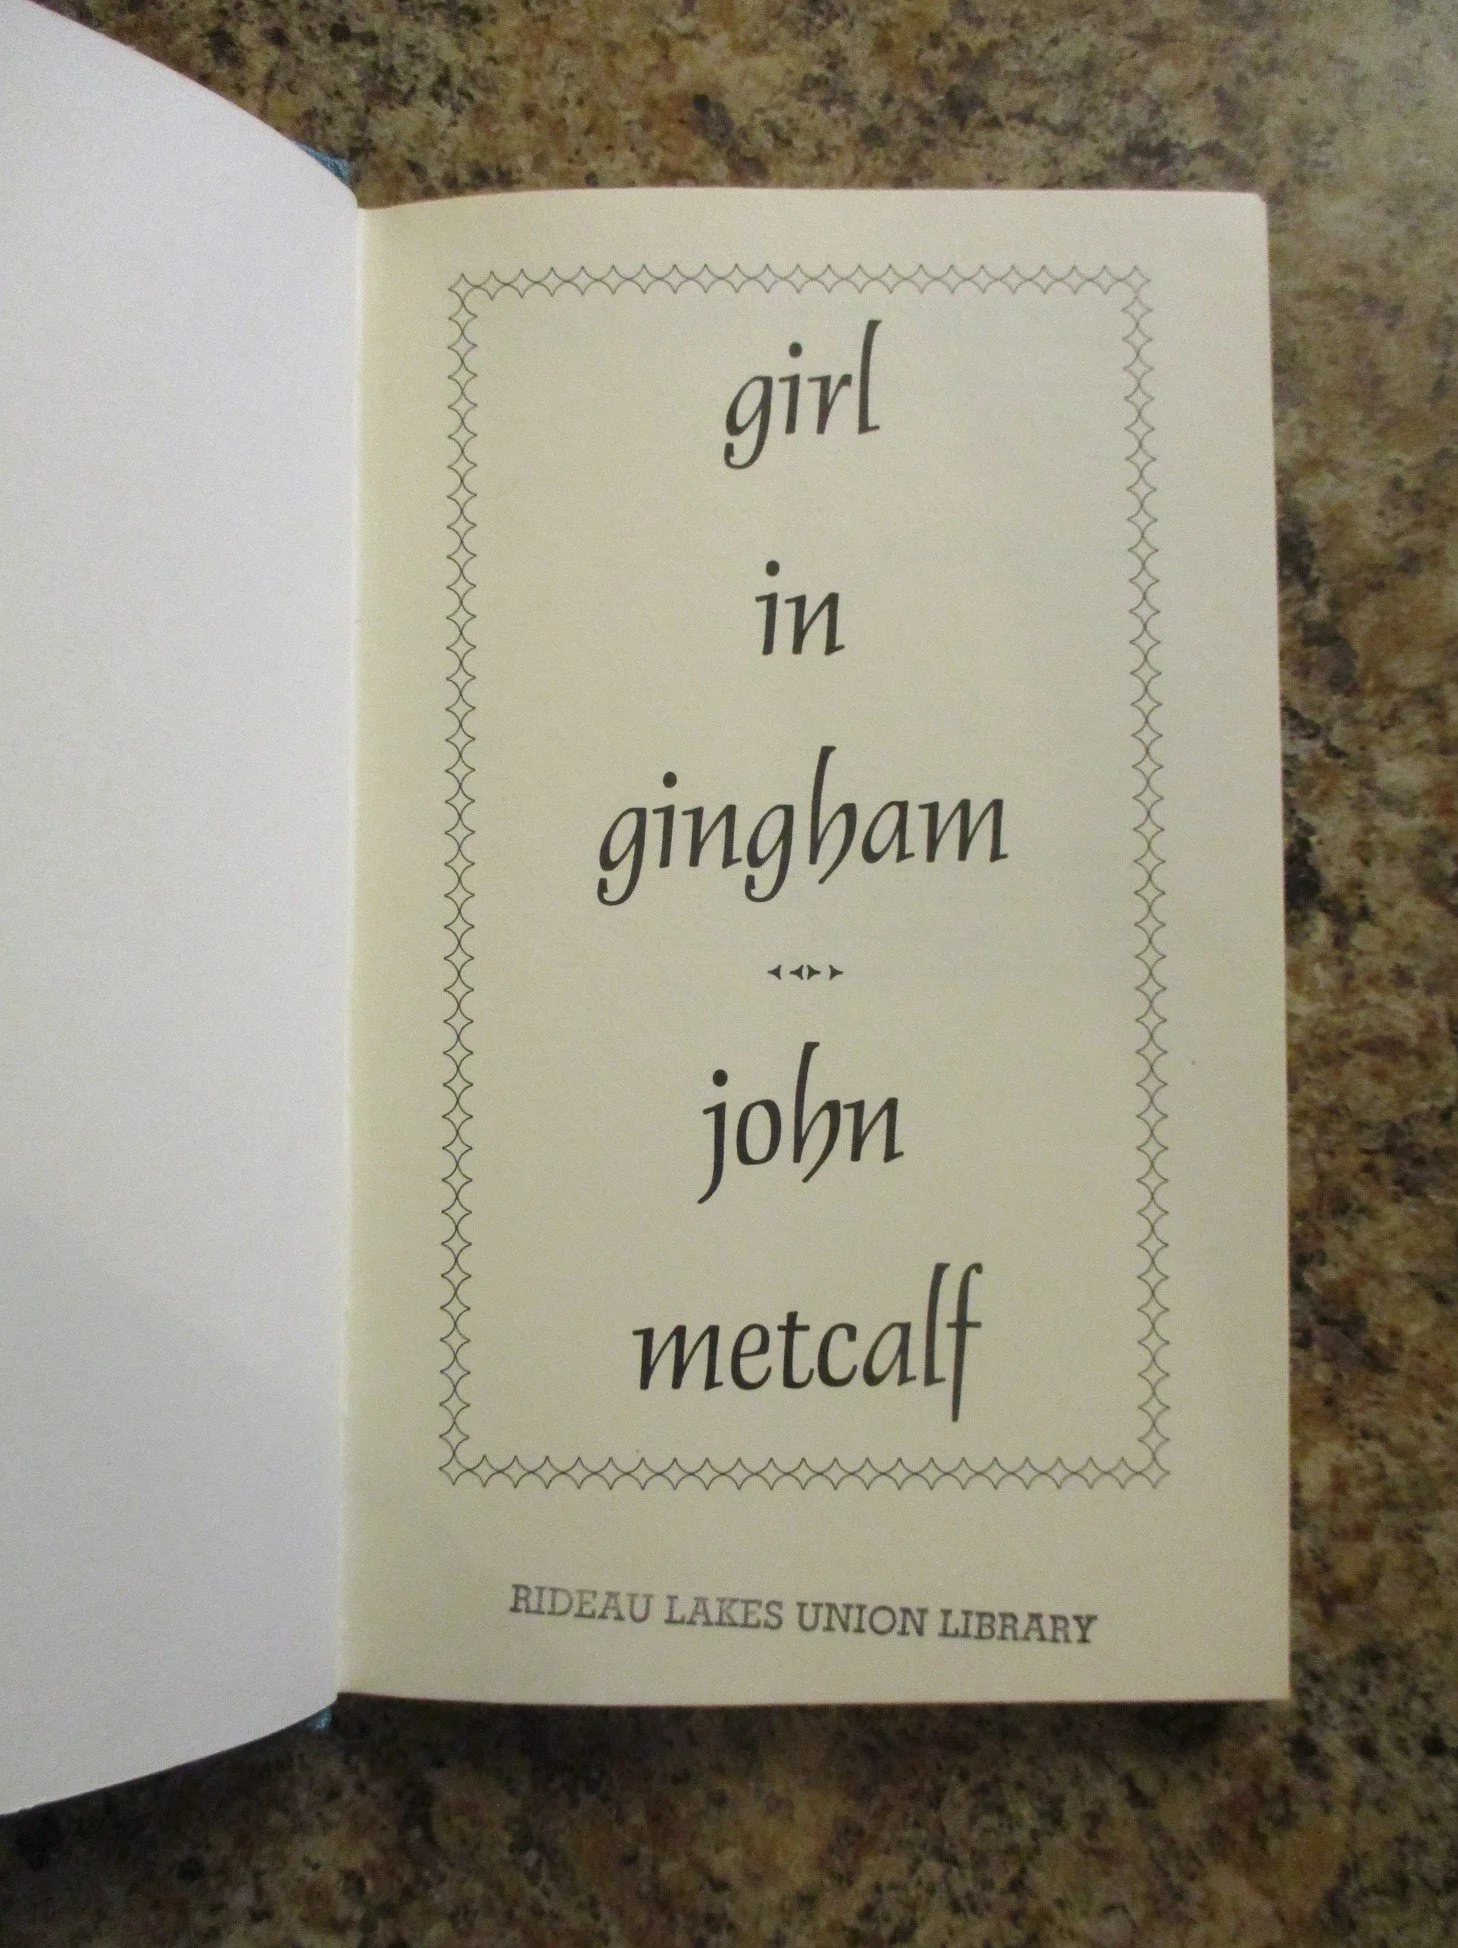 girl
in
gingham
john
metcalf
RIDEAU LAKES UNION LIBRARY